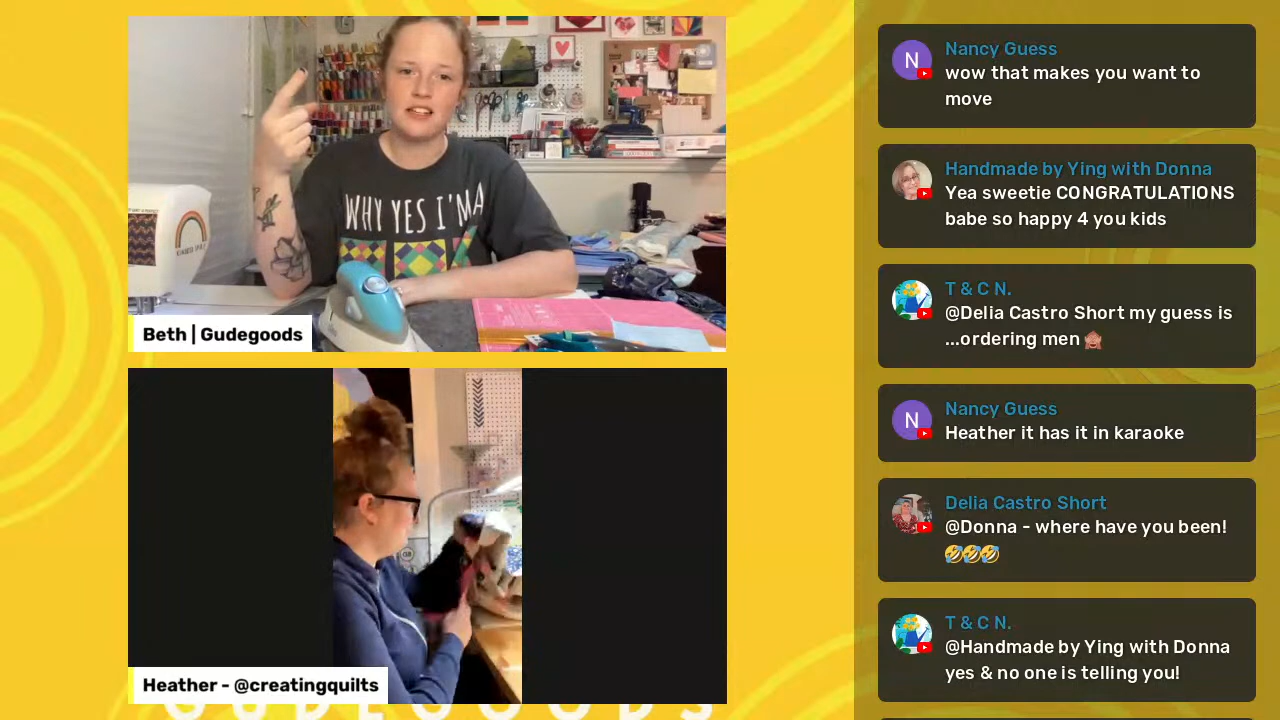 WHY YES I'M A
Beth | Gudegoods
Heather - @creatingquilts
GUDEGOODS
Nancy Guess
wow that makes you want to
move
Handmade by Ying with Donna
Yea sweetie CONGRATULATIONS
babe so happy 4 you kids
T & C N.
@Delia Castro Short my guess is
...ordering men 🙈
Nancy Guess
Heather it has it in karaoke
Delia Castro Short
@Donna - where have you been!
🤣🤣🤣
T & C N.
@Handmade by Ying with Donna
yes & no one is telling you!